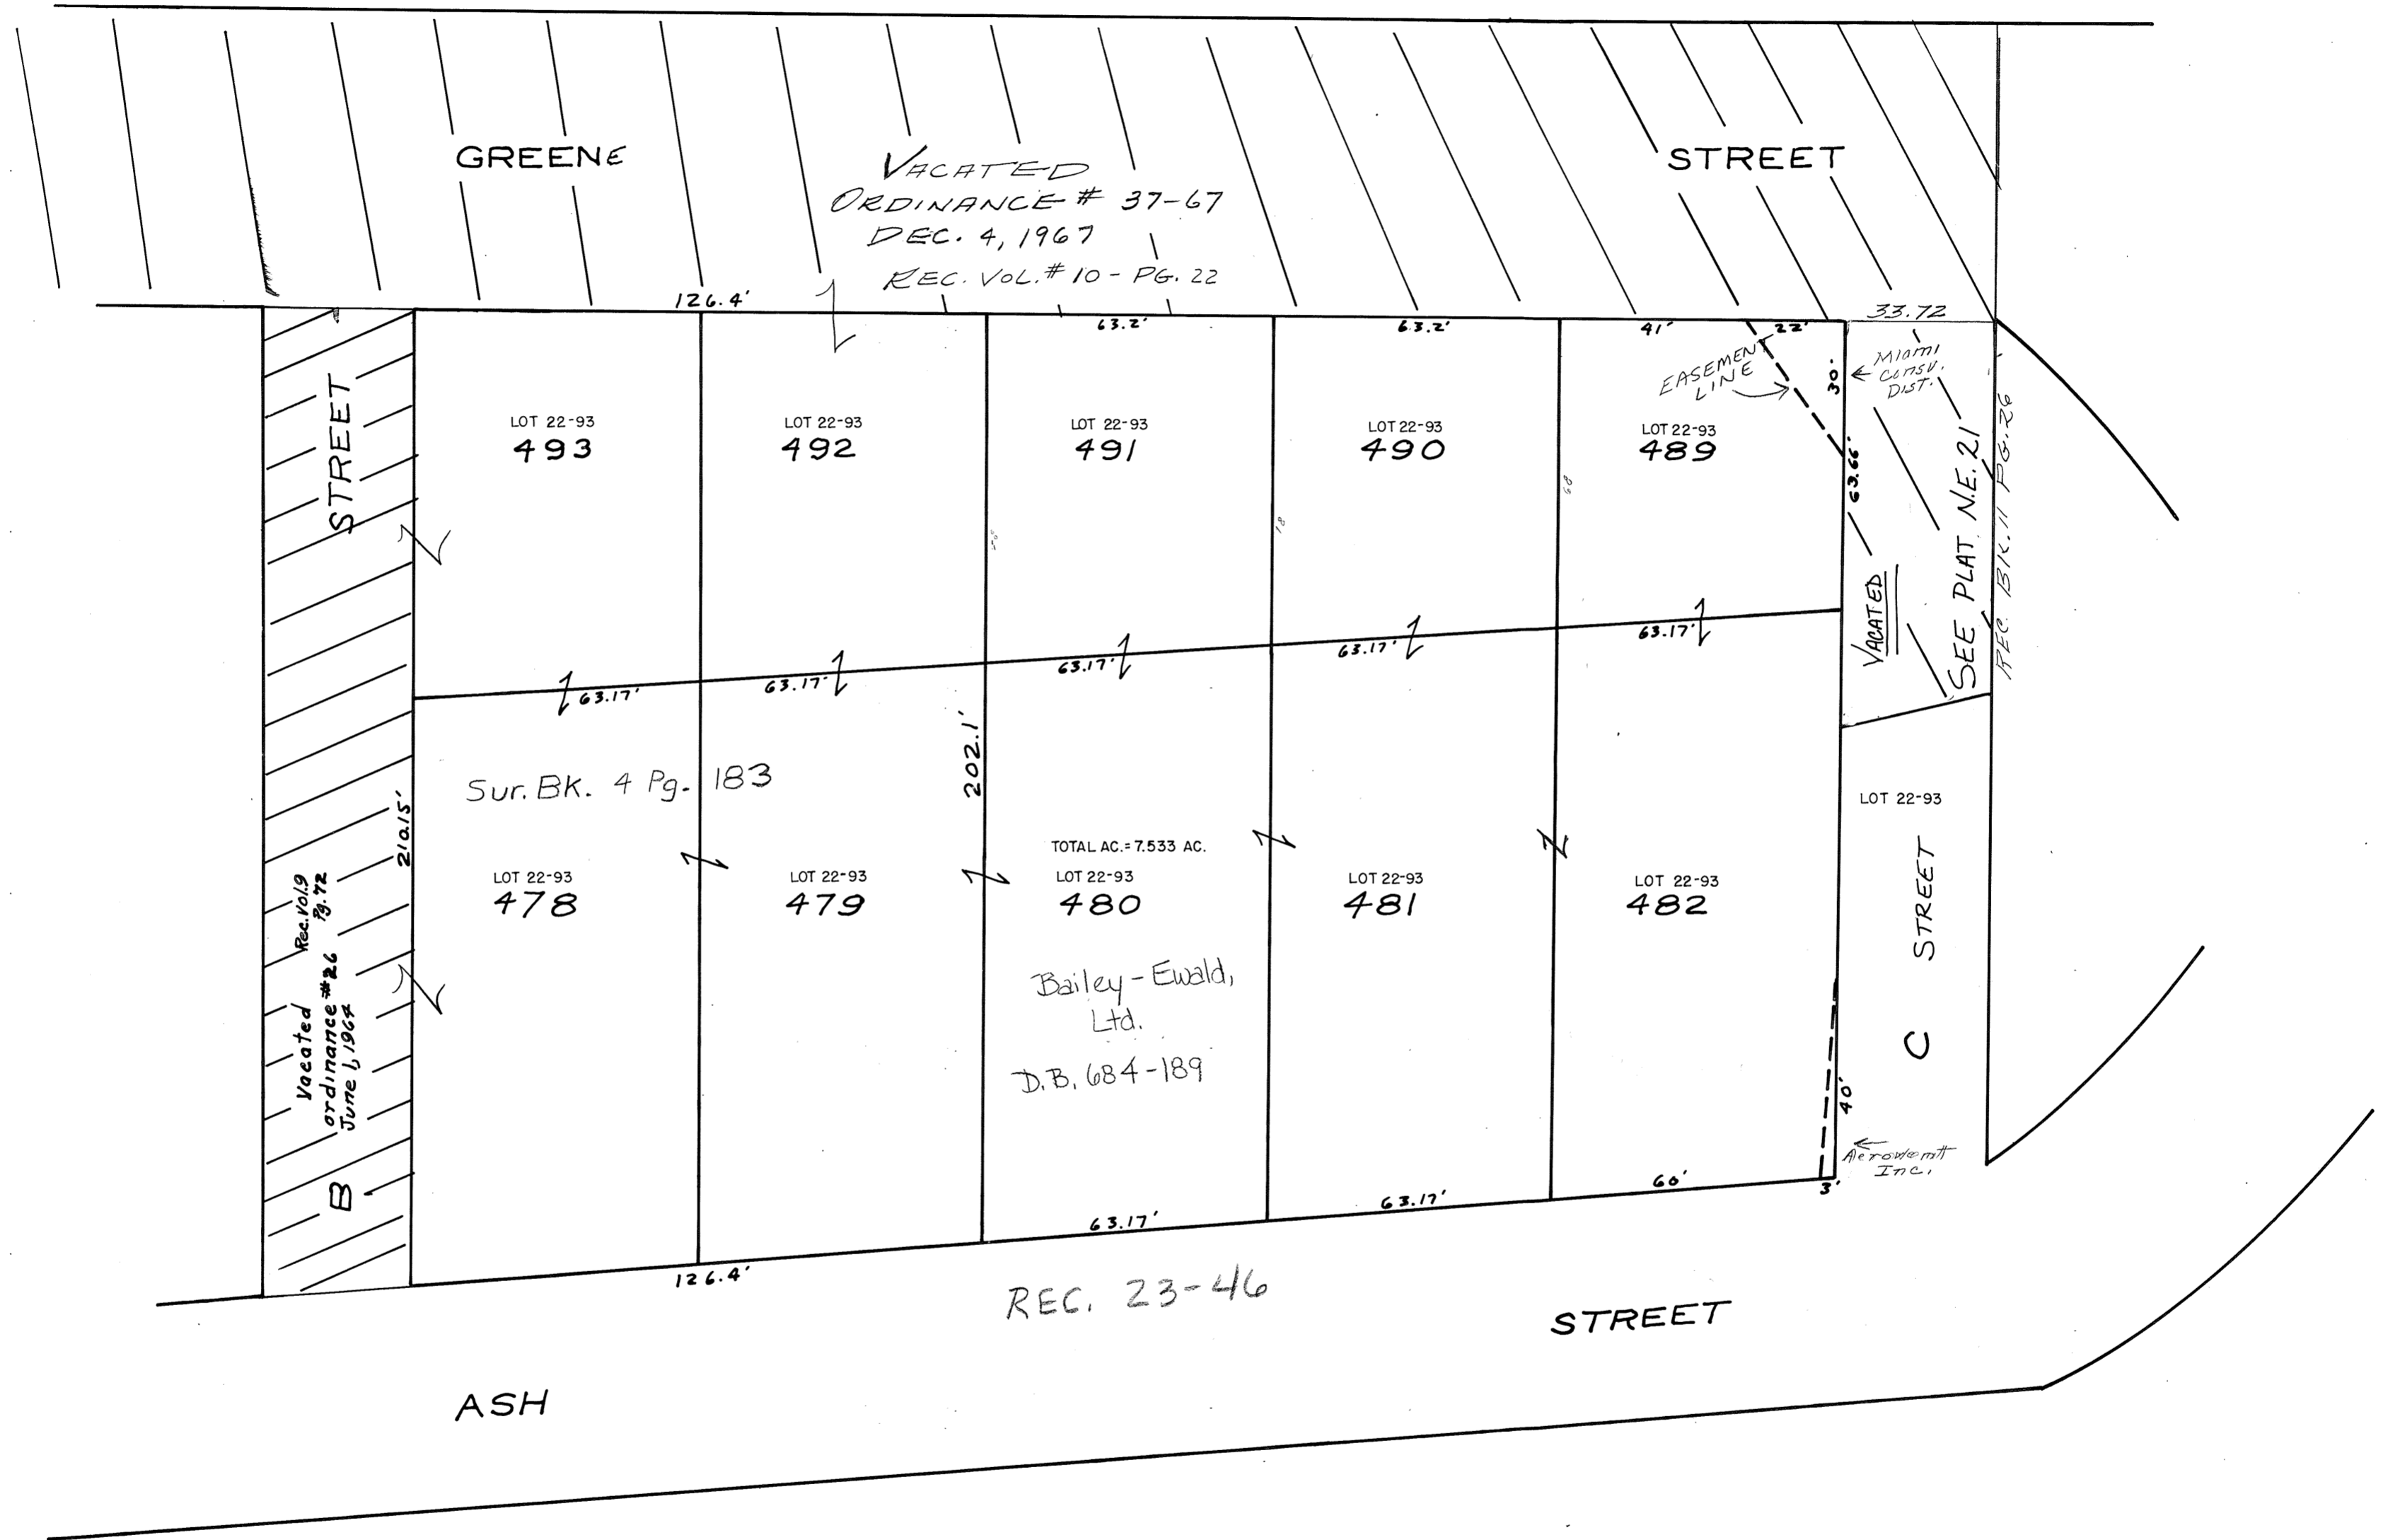 GREENE
STREET
VACATED
ORDINANCE # 37-67
DEC. 4, 1967
REC. VOL. # 10 - PG. 22
126.4'
63.2'
63.2'
41'
22'
33.72
EASEMENT
LINE
30'
← MIAMI
CONSV.
DIST.
63.66'
LOT 22-93
493
LOT 22-93
492
LOT 22-93
491
LOT 22-93
490
LOT 22-93
489
STREET
VACATED
SEE PLAT N.E. 21
REC. BK. 11 PG. 26
63.17'
63.17'
63.17'
63.17'
63.17'
Sur. BK. 4 Pg. 183
202.1'
210.15'
TOTAL AC. = 7.533 AC.
LOT 22-93
478
LOT 22-93
479
LOT 22-93
480
LOT 22-93
481
LOT 22-93
482
LOT 22-93
C STREET
Bailey - Ewald,
Ltd.
D.B. 684-189
B
Vacated Rec. Vol. 9
ordinance #26 Pg. 72
June 1, 1964
40'
←
Inc.
3'
60'
63.17'
63.17'
126.4'
REC. 23-46
ASH
STREET